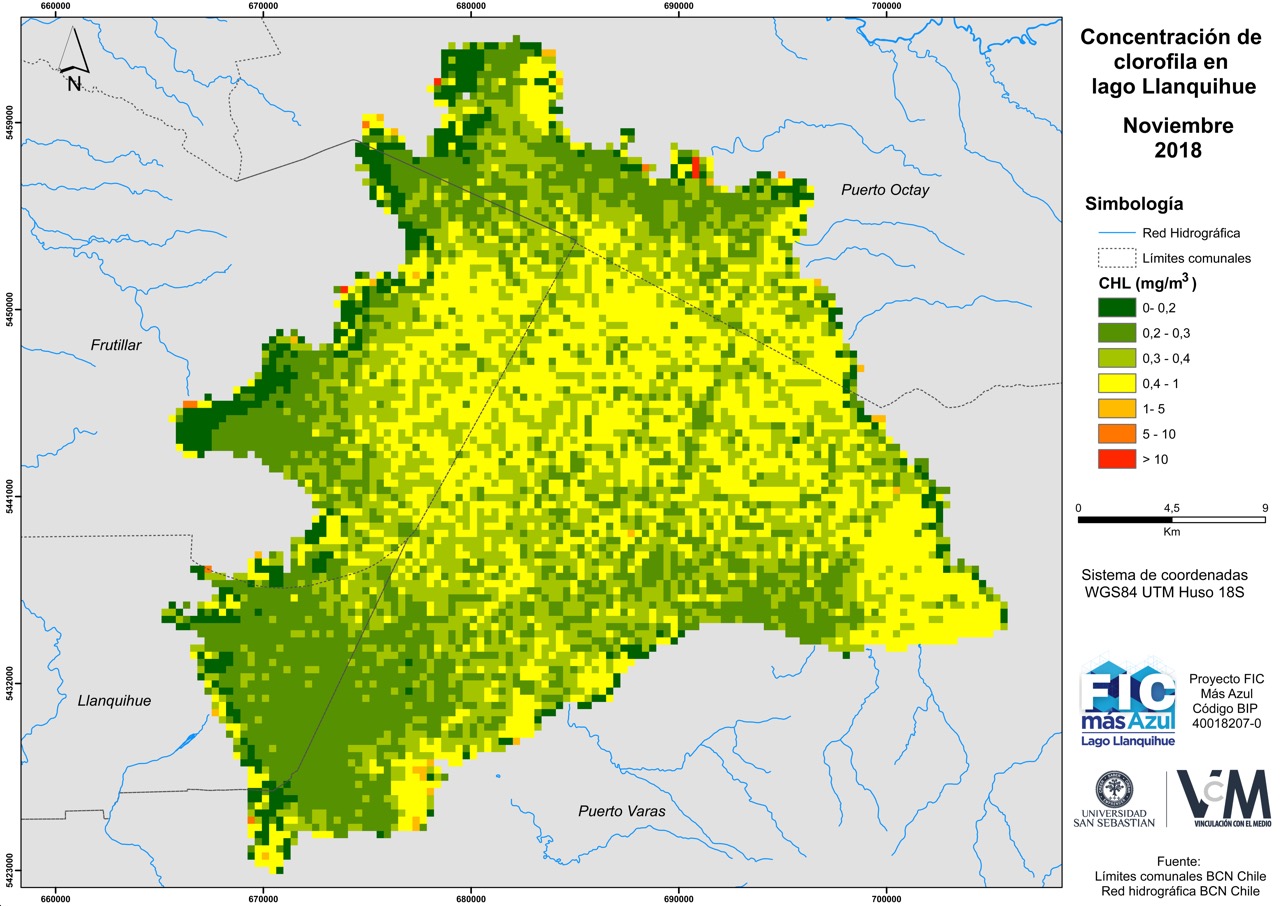 660000
670000
680000
690000
700000
Concentración de
clorofila en
lago Llanquihue
Noviembre
2018
N
5459000
5450000
5441000
5432000
5423000
Puerto Octay
Frutillar
Llanquihue
Puerto Varas
Simbología
Red Hidrográfica
Límites comunales
CHL (mg/m3 )
0- 0,2
0,2 - 0,3
0,3 - 0,4
0,4 - 1
1- 5
5 - 10
> 10
0
4,5
9
Km
Sistema de coordenadas
WGS84 UTM Huso 18S
FIC
más Azul
Lago Llanquihue
Proyecto FIC
Más Azul
Código BIP
40018207-0
UNIVERSIDAD
SAN SEBASTIAN
VcM
VINCULACIÓN CON EL MEDIO
Fuente:
Límites comunales BCN Chile
Red hidrográfica BCN Chile
660000
670000
680000
690000
700000